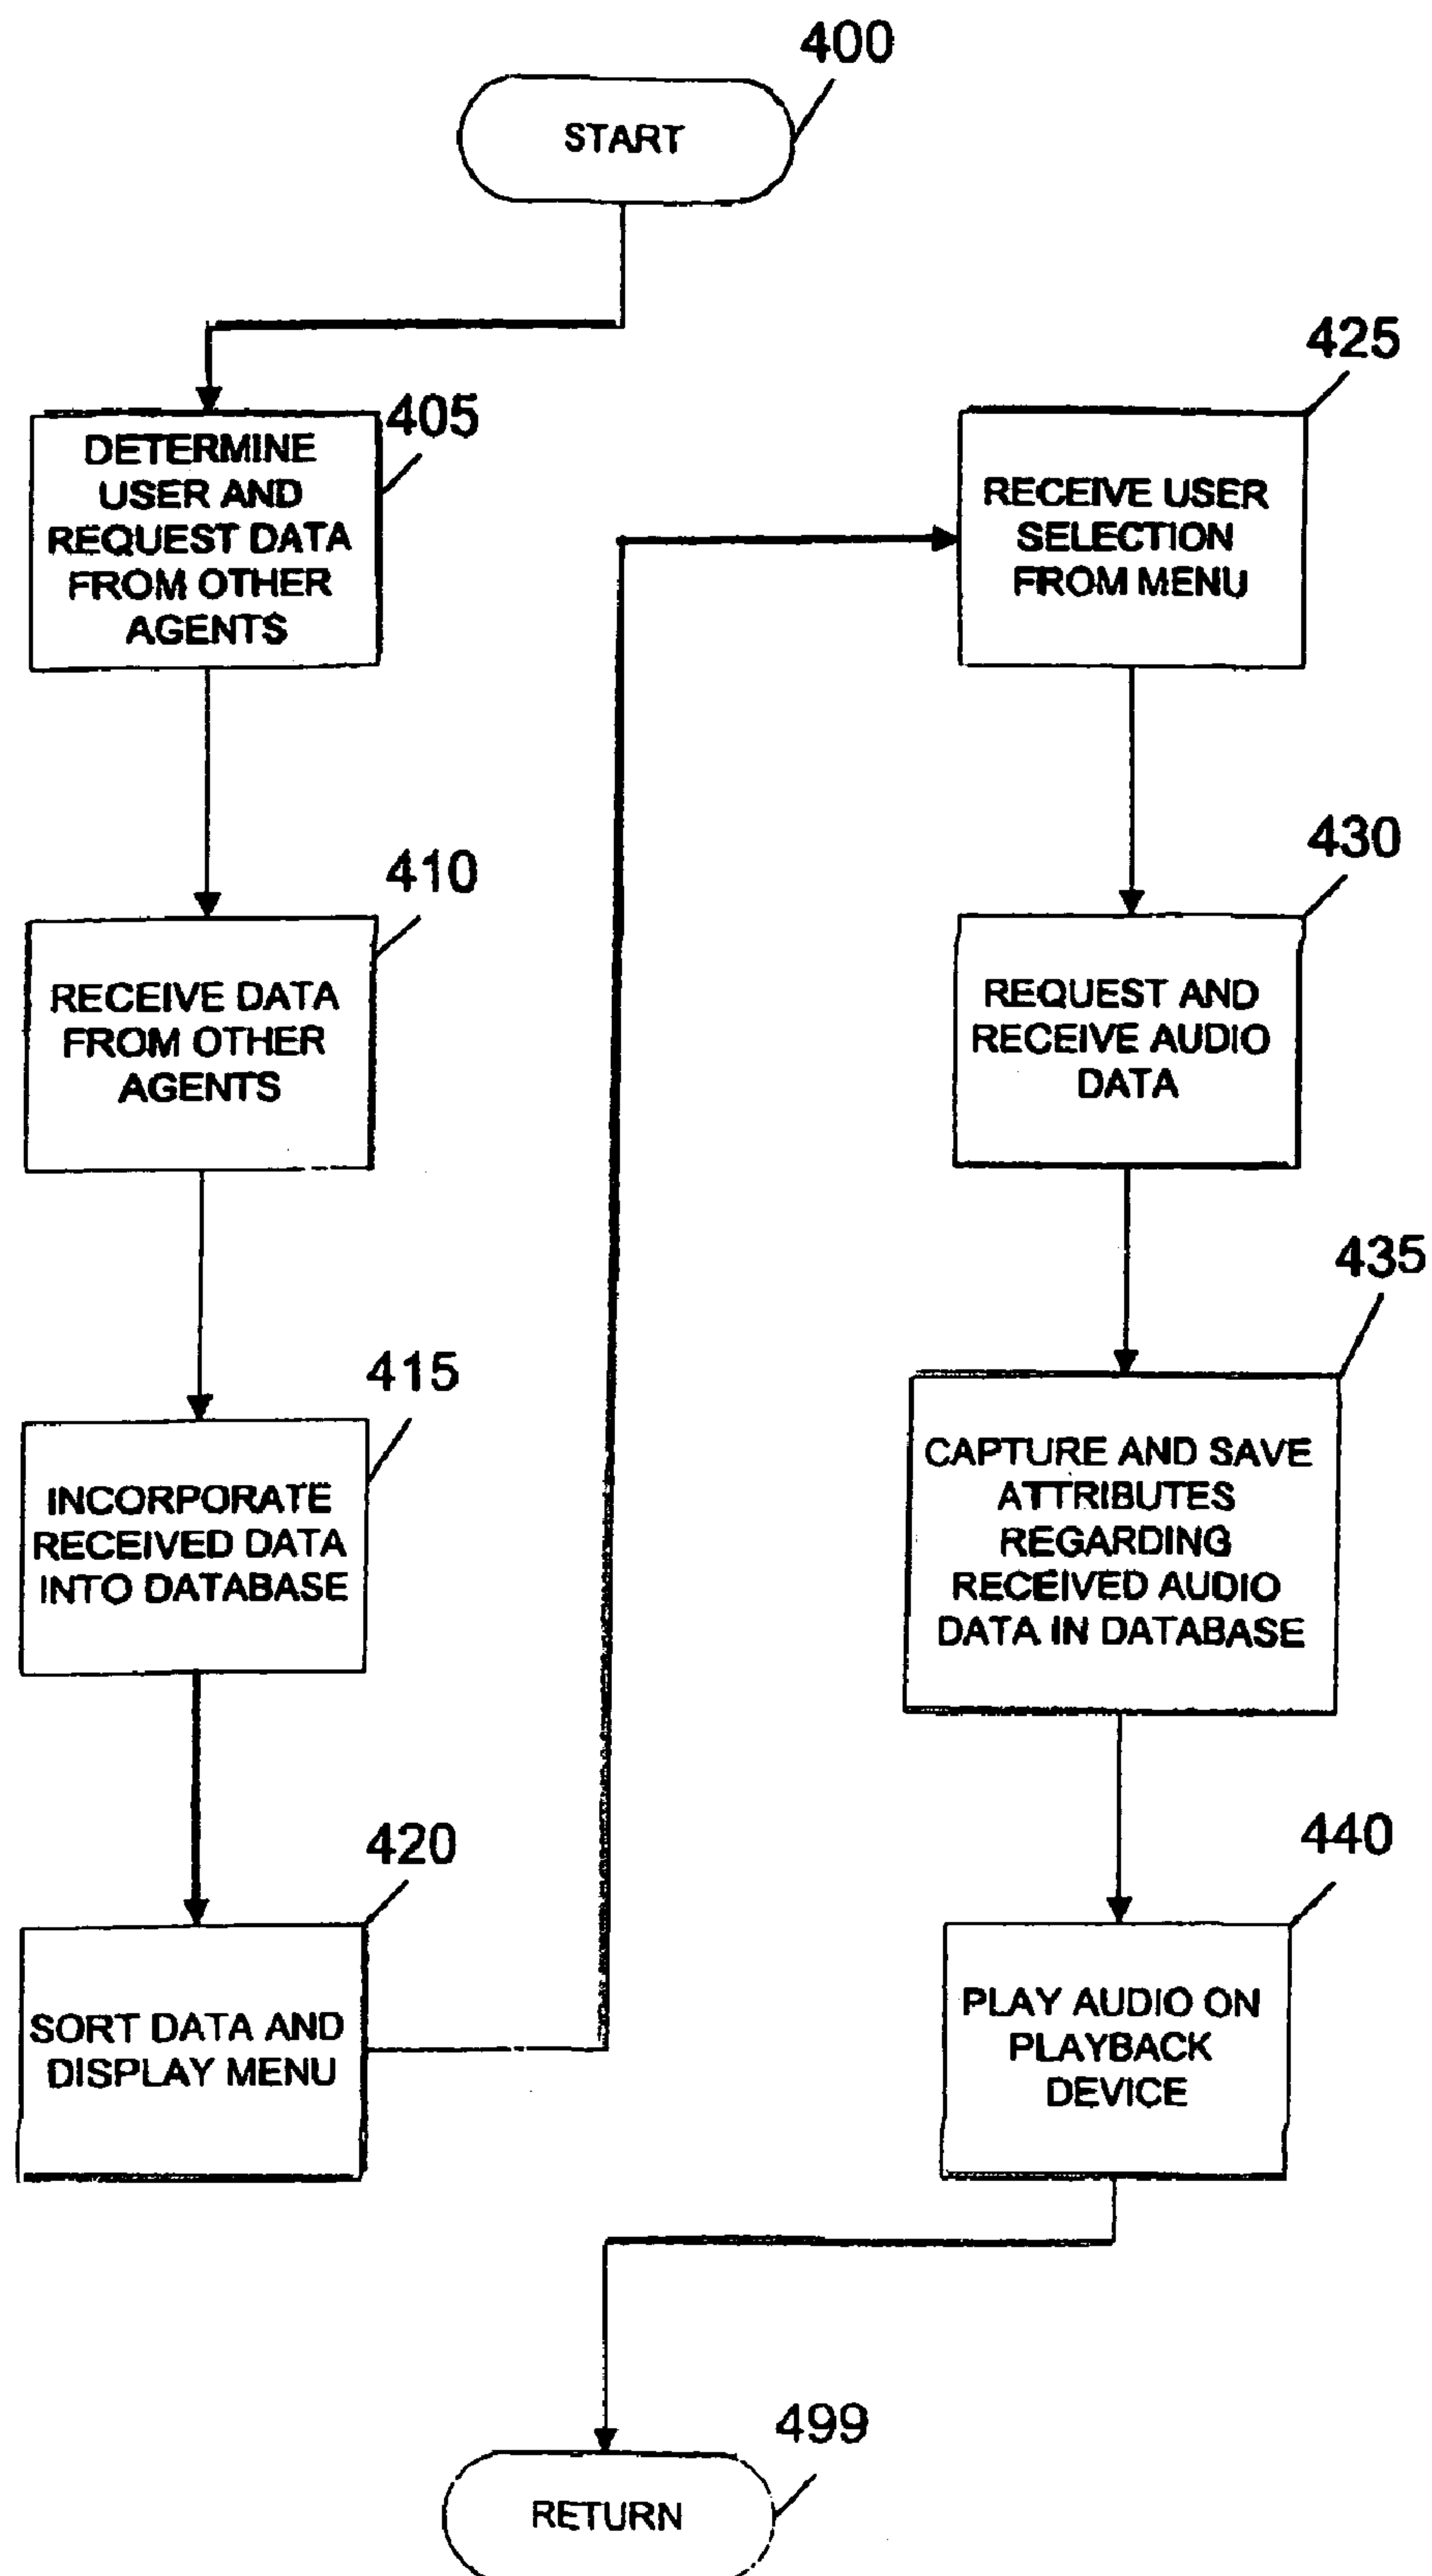 400
START
405
DETERMINE
USER AND
REQUEST DATA
FROM OTHER
AGENTS
410
RECEIVE DATA
FROM OTHER
AGENTS
415
INCORPORATE
RECEIVED DATA
INTO DATABASE
420
SORT DATA AND
DISPLAY MENU
425
RECEIVE USER
SELECTION
FROM MENU
430
REQUEST AND
RECEIVE AUDIO
DATA
435
CAPTURE AND SAVE
ATTRIBUTES
REGARDING
RECEIVED AUDIO
DATA IN DATABASE
440
PLAY AUDIO ON
PLAYBACK
DEVICE
499
RETURN